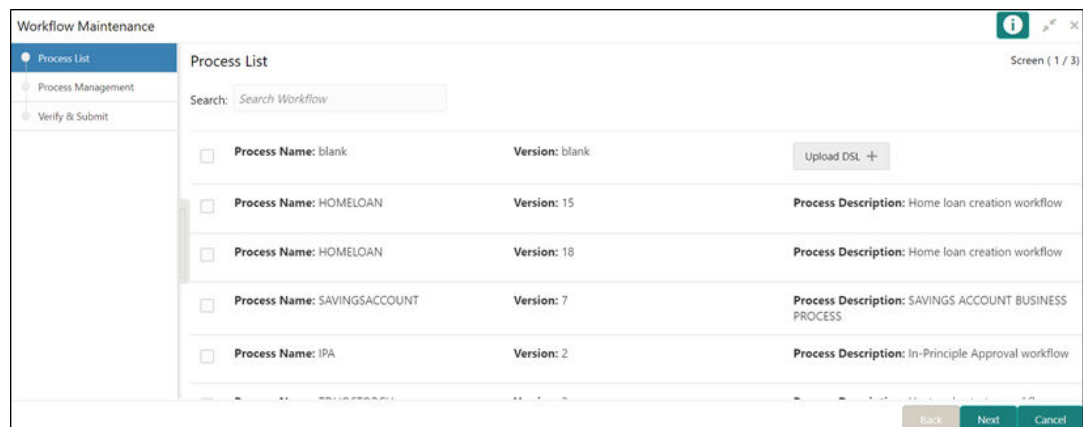 Workflow Maintenance
Process List
Process Management
Verify & Submit
Process List
Screen ( 1 / 3)
Search: Search Workflow
Process Name: blank Version: blank Upload DSL +
Process Name: HOMELOAN Version: 15 Process Description: Home loan creation workflow
Process Name: HOMELOAN Version: 18 Process Description: Home loan creation workflow
Process Name: SAVINGSACCOUNT Version: 7 Process Description: SAVINGS ACCOUNT BUSINESS
PROCESS
Process Name: IPA Version: 2 Process Description: In-Principle Approval workflow
Back Next Cancel